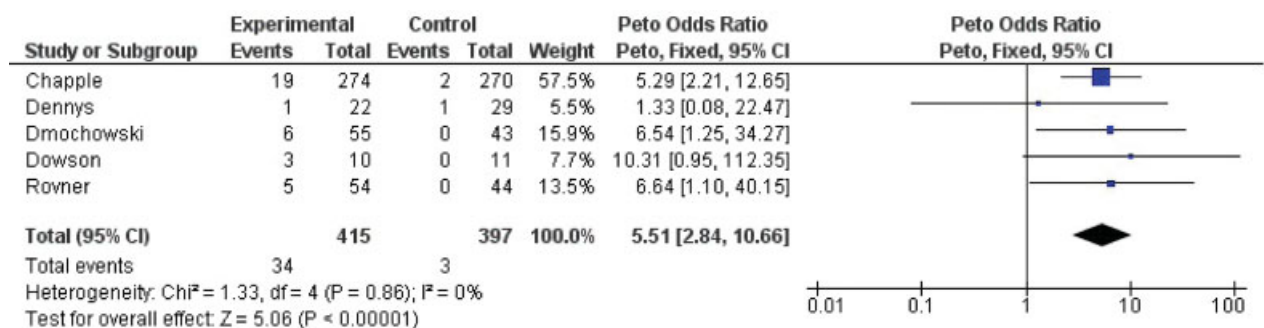 Experimental Control Peto Odds Ratio Peto Odds Ratio
Study or Subgroup Events Total Events Total Weight Peto, Fixed, 95% CI Peto, Fixed, 95% CI
Chapple 19 274 2 270 57.5% 5.29 [2.21, 12.65]
Dennys 1 22 1 29 5.5% 1.33 [0.08, 22.47]
Dmochowski 6 55 0 43 15.9% 6.54 [1.25, 34.27]
Dowson 3 10 0 11 7.7% 10.31 [0.95, 112.35]
Rovner 5 54 0 44 13.5% 6.64 [1.10, 40.15]
Total (95% CI) 415 397 100.0% 5.51 [2.84, 10.66]
Total events 34 3
Heterogeneity: Chi² = 1.33, df = 4 (P = 0.86); I² = 0%
Test for overall effect: Z = 5.06 (P < 0.00001)
0.01 0.1 1 10 100